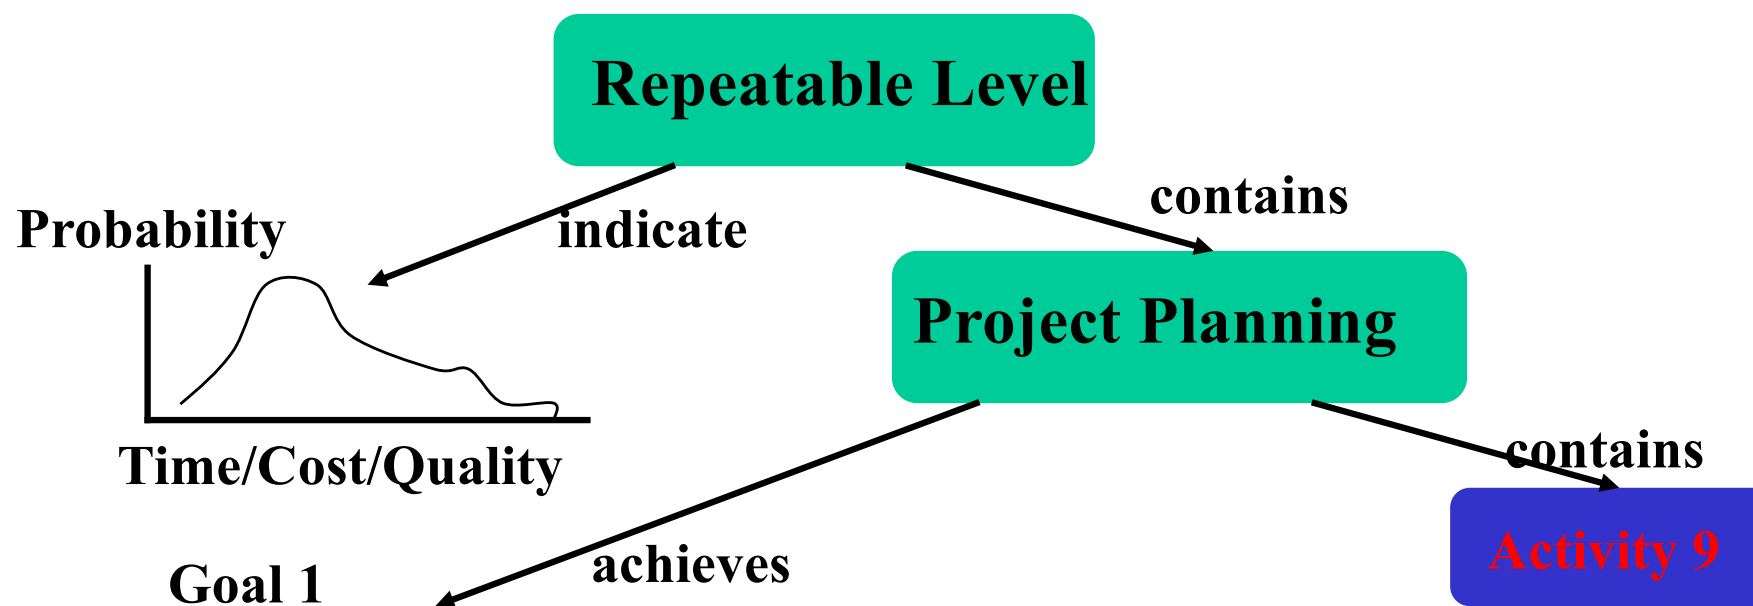 Repeatable Level
contains
Probability
indicate
Project Planning
Time/Cost/Quality
contains
Activity 9
achieves
Goal 1